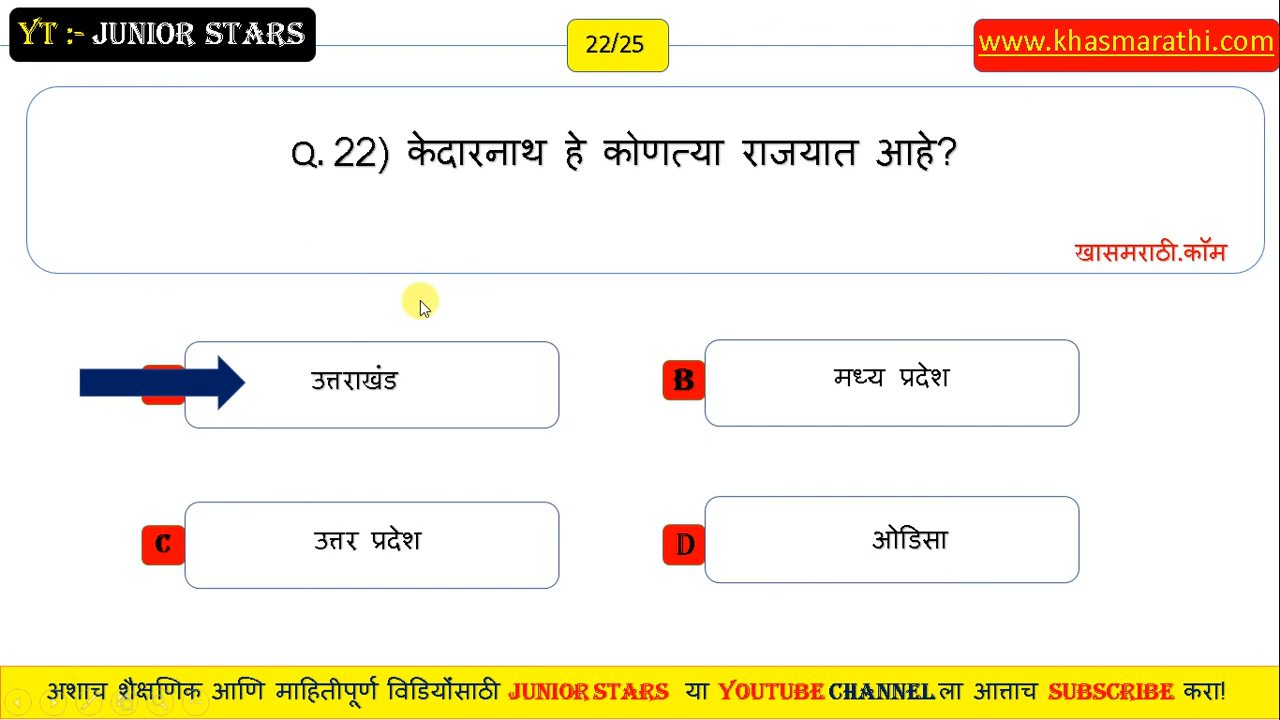 YT :- JUNIOR STARS
22/25
www.khasmarathi.com
Q. 22) केदारनाथ हे कोणत्या राजयात आहे?
खासमराठी.कॉम
उत्तराखंड
B मध्य प्रदेश
C उत्तर प्रदेश
D ओडिसा
अशाच शैक्षणिक आणि माहितीपूर्ण विडियोंसाठी JUNIOR STARS या YOUTUBE CHANNEL ला आत्ताच SUBSCRIBE करा!